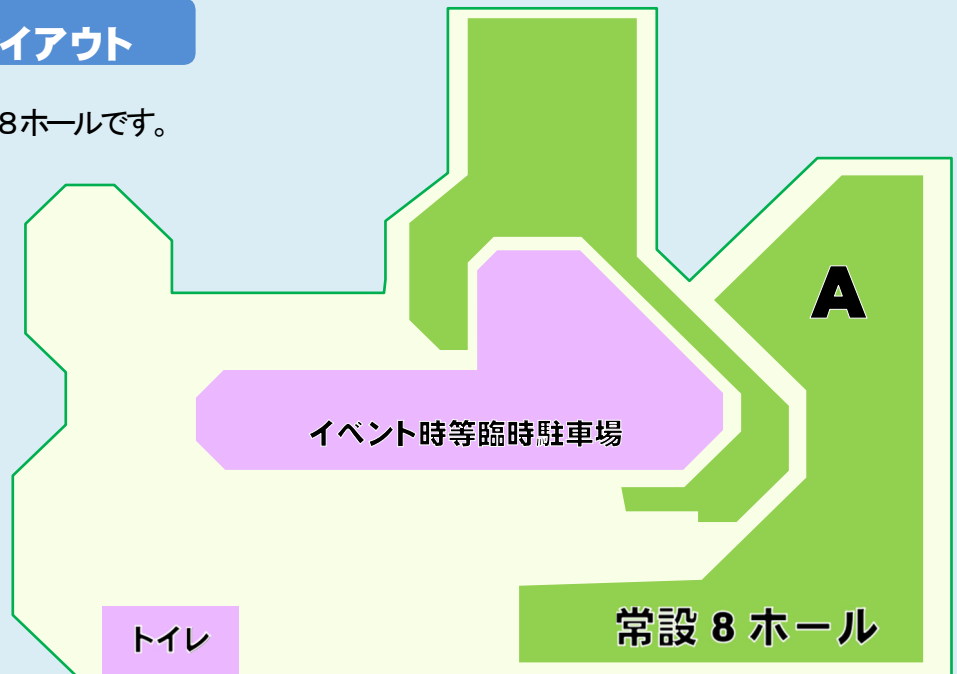 イアウト
8ホールです。
A
イベント時等臨時駐車場
常設 8 ホール
トイレ